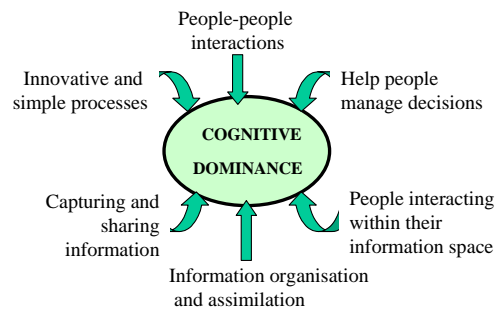 People-people
interactions
Innovative and
simple processes
Help people
manage decisions
COGNITIVE
DOMINANCE
Capturing and
sharing
information
People interacting
within their
information space
Information organisation
and assimilation